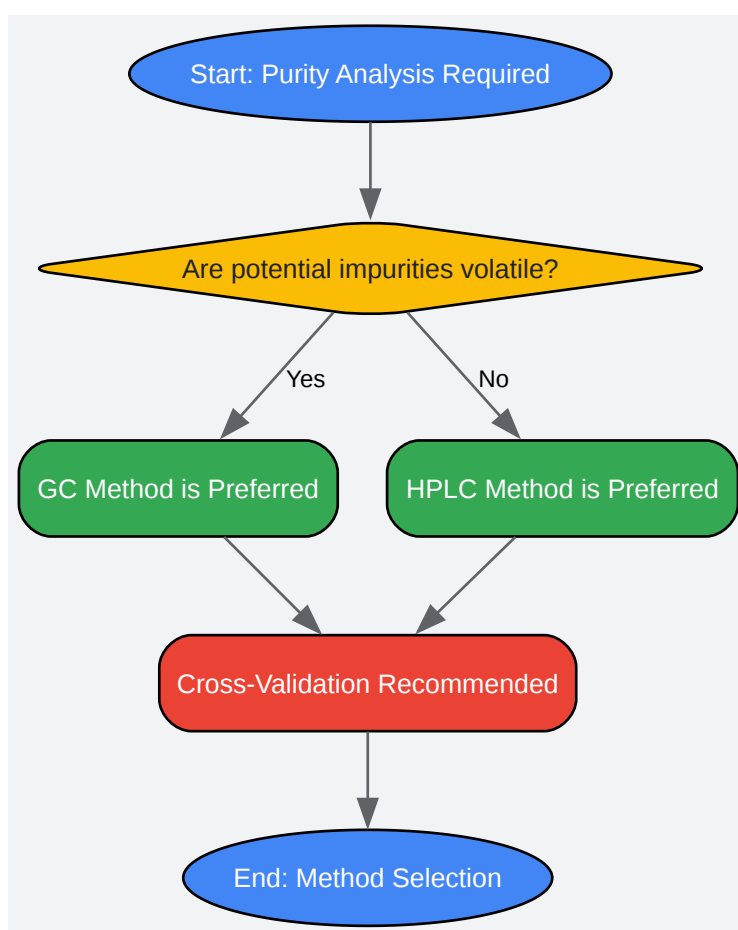 Start: Purity Analysis Required
Are potential impurities volatile?
Yes
No
GC Method is Preferred
HPLC Method is Preferred
Cross-Validation Recommended
End: Method Selection